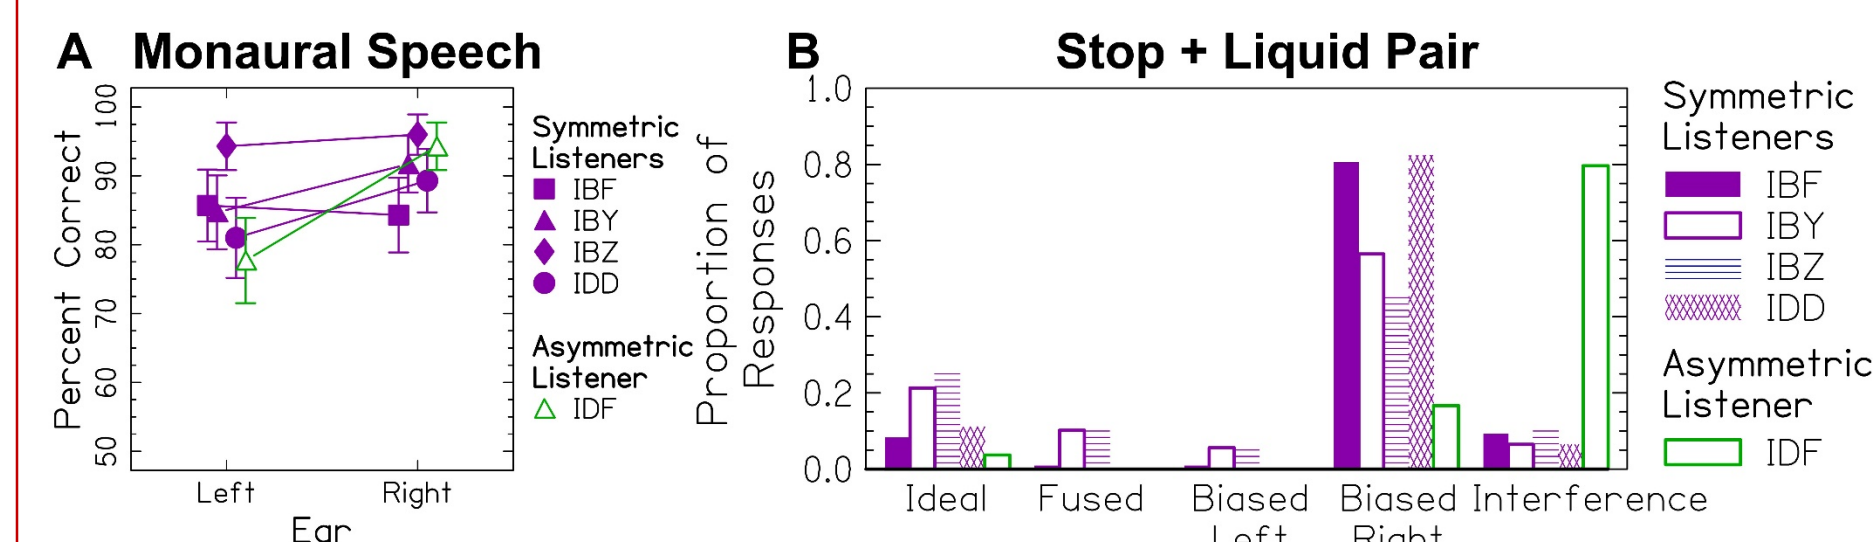 A Monaural Speech
Percent Correct
100
90
80
70
60
50
Left Right
Ear
Symmetric
Listeners
IBF
IBY
IBZ
IDD
Asymmetric
Listener
IDF
B Stop + Liquid Pair
Proportion of
Responses
1.0
0.8
0.6
0.4
0.2
0.0
Ideal Fused Biased Biased Interference
Left Right
Symmetric
Listeners
IBF
IBY
IBZ
IDD
Asymmetric
Listener
IDF